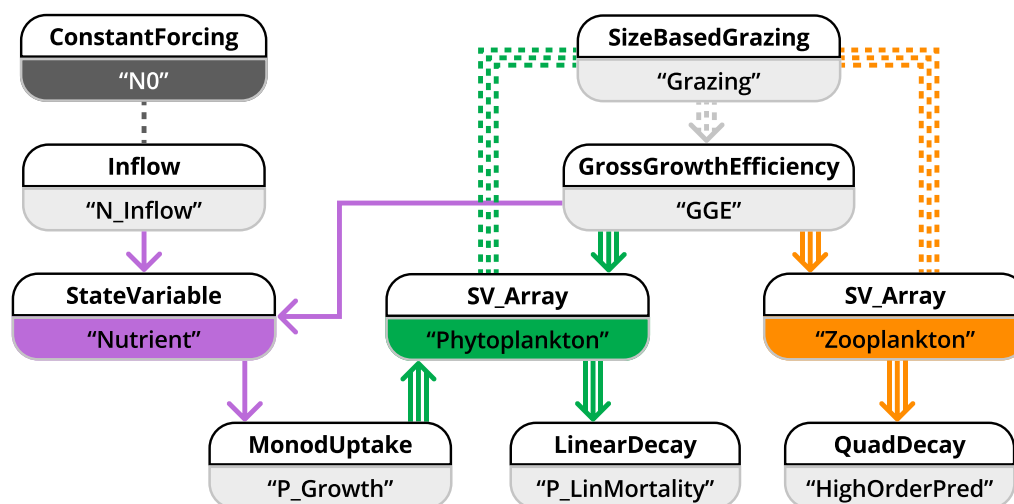 ConstantForcing
“N0”
SizeBasedGrazing
“Grazing”
Inflow
“N_Inflow”
GrossGrowthEfficiency
“GGE”
StateVariable
“Nutrient”
SV_Array
“Phytoplankton”
SV_Array
“Zooplankton”
MonodUptake
“P_Growth”
LinearDecay
“P_LinMortality”
QuadDecay
“HighOrderPred”